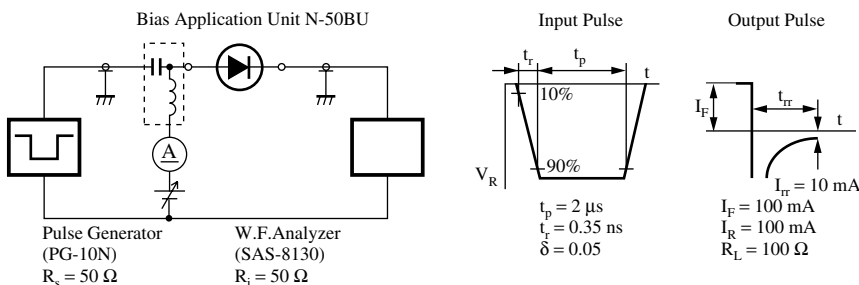 Bias Application Unit N-50BU
A
Pulse Generator
(PG-10N)
R_s = 50 Ω
W.F.Analyzer
(SAS-8130)
R_i = 50 Ω
Input Pulse
t_r
t_p
t
10%
90%
V_R
t_p = 2 μs
t_r = 0.35 ns
δ = 0.05
Output Pulse
I_F
t_rr
t
I_rr = 10 mA
I_F = 100 mA
I_R = 100 mA
R_L = 100 Ω